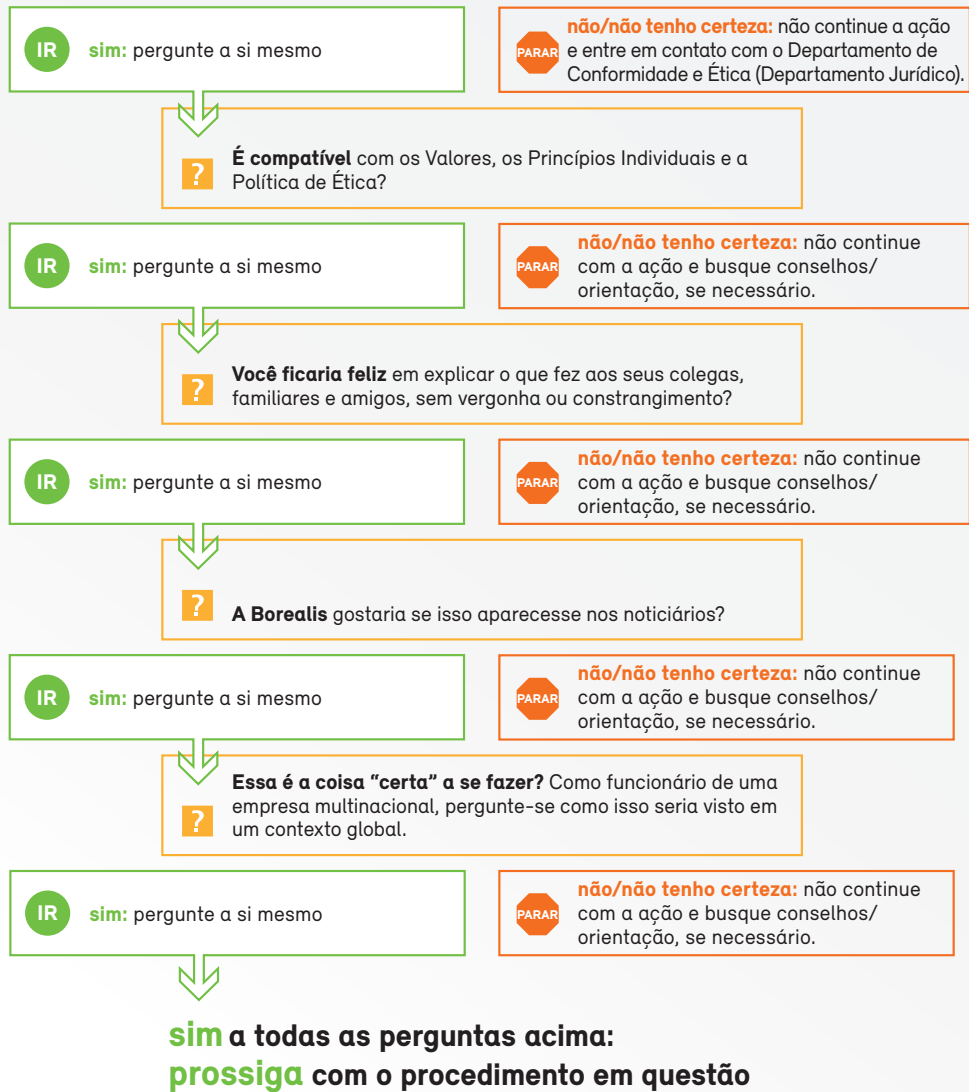 IR
sim: pergunte a si mesmo
PARAR
não/não tenho certeza: não continue a ação
e entre em contato com o Departamento de
Conformidade e Ética (Departamento Jurídico).
?
É compatível com os Valores, os Princípios Individuais e a
Política de Ética?
IR
sim: pergunte a si mesmo
PARAR
não/não tenho certeza: não continue
com a ação e busque conselhos/
orientação, se necessário.
?
Você ficaria feliz em explicar o que fez aos seus colegas,
familiares e amigos, sem vergonha ou constrangimento?
IR
sim: pergunte a si mesmo
PARAR
não/não tenho certeza: não continue
com a ação e busque conselhos/
orientação, se necessário.
?
A Borealis gostaria se isso aparecesse nos noticiários?
IR
sim: pergunte a si mesmo
PARAR
não/não tenho certeza: não continue
com a ação e busque conselhos/
orientação, se necessário.
?
Essa é a coisa “certa” a se fazer? Como funcionário de uma
empresa multinacional, pergunte-se como isso seria visto em
um contexto global.
IR
sim: pergunte a si mesmo
PARAR
não/não tenho certeza: não continue
com a ação e busque conselhos/
orientação, se necessário.
sim a todas as perguntas acima:
prossiga com o procedimento em questão